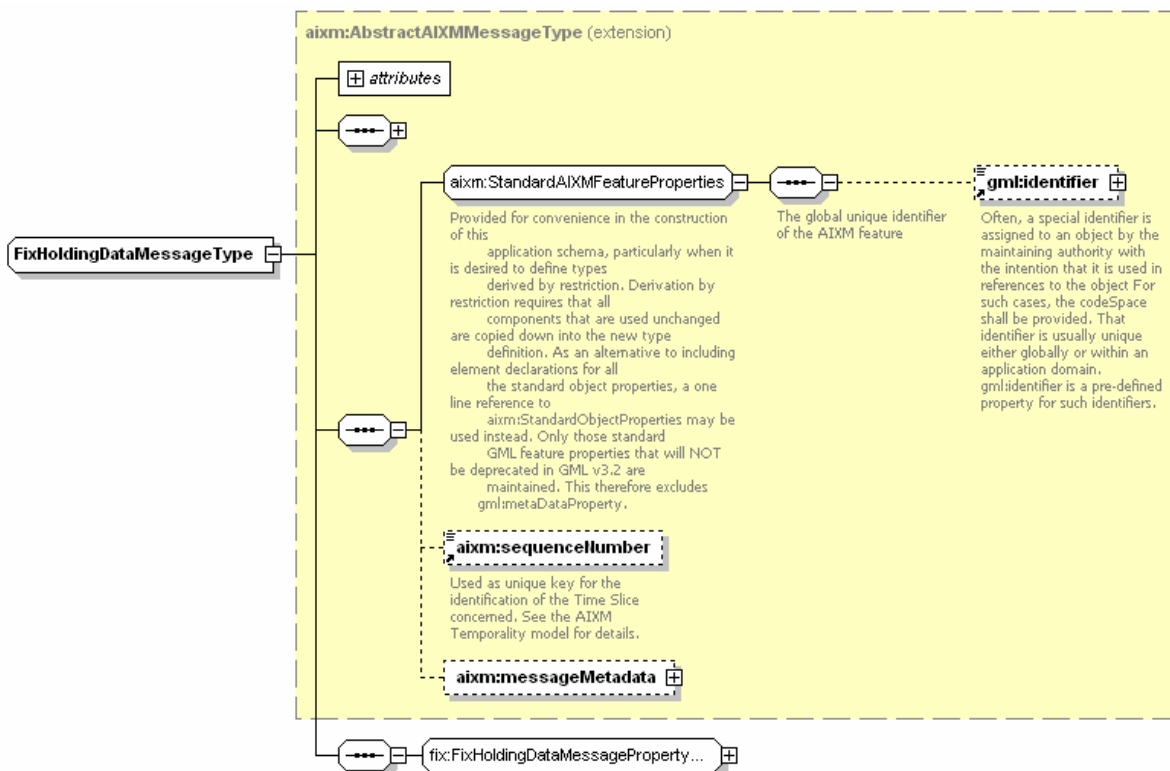 aixm:AbstractAIXMMessageType (extension)
attributes
aixm:StandardAIXMFeatureProperties
Provided for convenience in the construction
of this
application schema, particularly when it
is desired to define types
derived by restriction. Derivation by
restriction requires that all
components that are used unchanged
are copied down into the new type
definition. As an alternative to including
element declarations for all
the standard object properties, a one
line reference to
aixm:StandardObjectProperties may be
used instead. Only those standard
GML feature properties that will NOT
be deprecated in GML v3.2 are
maintained. This therefore excludes
gml:metaDataProperty.
The global unique identifier
of the AIXM feature
gml:identifier
Often, a special identifier is
assigned to an object by the
maintaining authority with
the intention that it is used in
references to the object For
such cases, the codeSpace
shall be provided. That
identifier is usually unique
either globally or within an
application domain.
gml:identifier is a pre-defined
property for such identifiers.
FixHoldingDataMessageType
aixm:sequenceNumber
Used as unique key for the
identification of the Time Slice
concerned. See the AIXM
Temporality model for details.
aixm:messageMetadata
fix:FixHoldingDataMessageProperty...